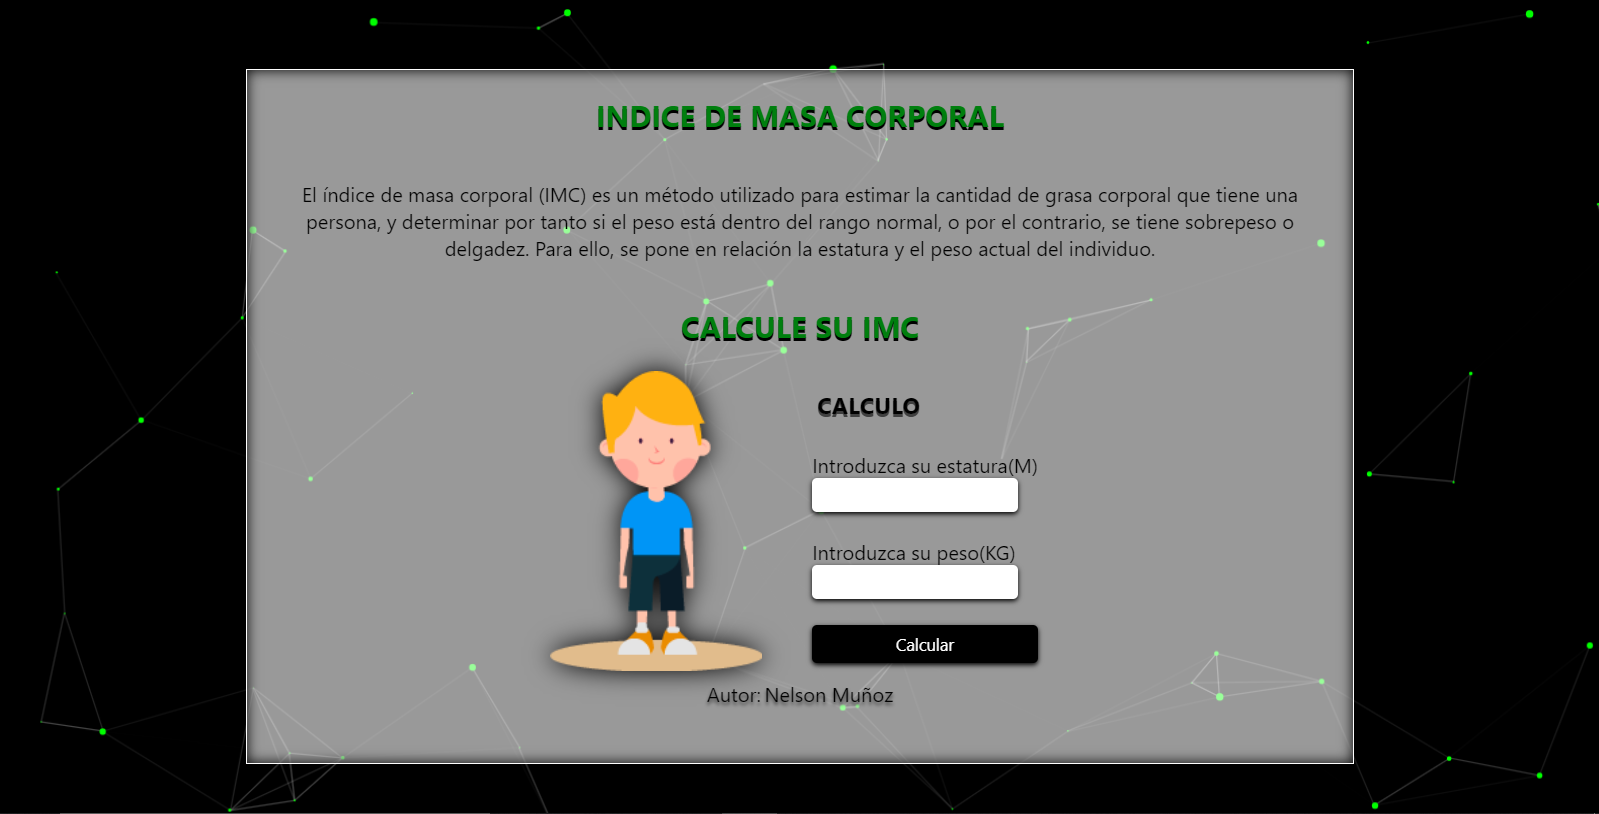 INDICE DE MASA CORPORAL
El índice de masa corporal (IMC) es un método utilizado para estimar la cantidad de grasa corporal que tiene una
persona, y determinar por tanto si el peso está dentro del rango normal, o por el contrario, se tiene sobrepeso o
delgadez. Para ello, se pone en relación la estatura y el peso actual del individuo.
CALCULE SU IMC
CALCULO
Introduzca su estatura(M)
Introduzca su peso(KG)
Calcular
Autor: Nelson Muñoz